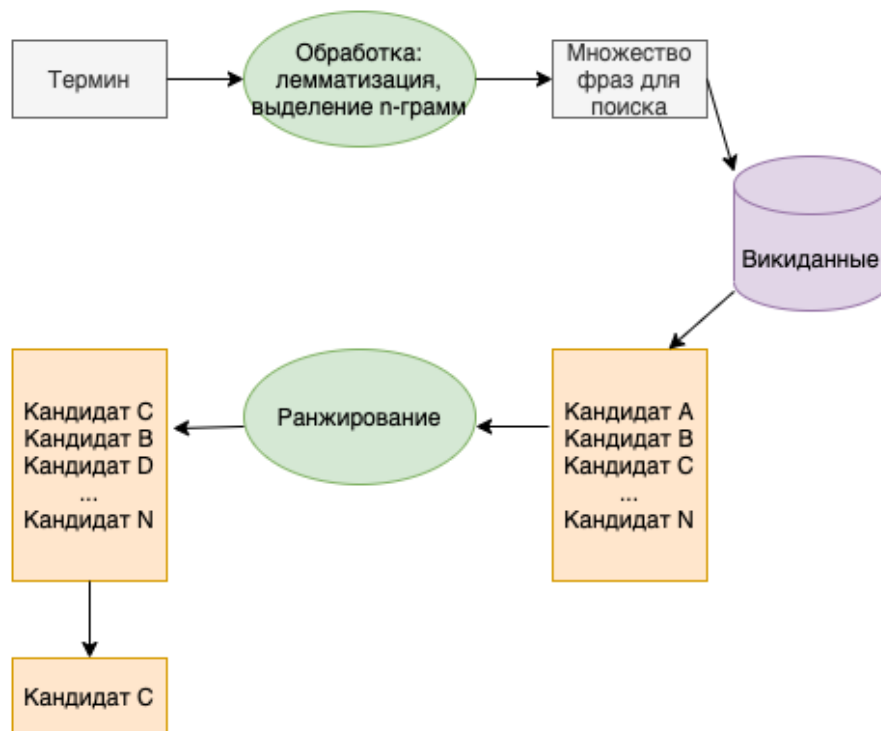 Термин
Обработка:
лемматизация,
выделение n-грамм
Множество
фраз для
поиска
Викиданные
Кандидат A
Кандидат B
Кандидат C
...
Кандидат N
Ранжирование
Кандидат C
Кандидат B
Кандидат D
...
Кандидат N
Кандидат C